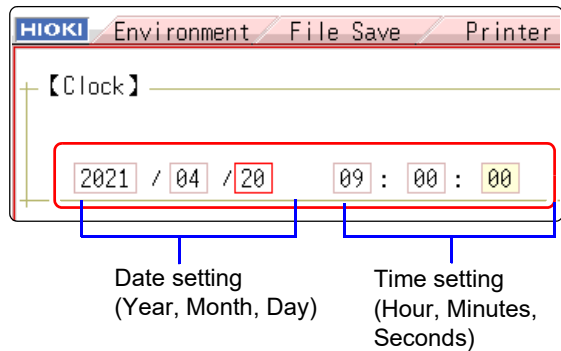 HIOKI Environment File Save Printer
【Clock】
2021 / 04 / 20 09 : 00 : 00
Date setting
(Year, Month, Day)
Time setting
(Hour, Minutes,
Seconds)